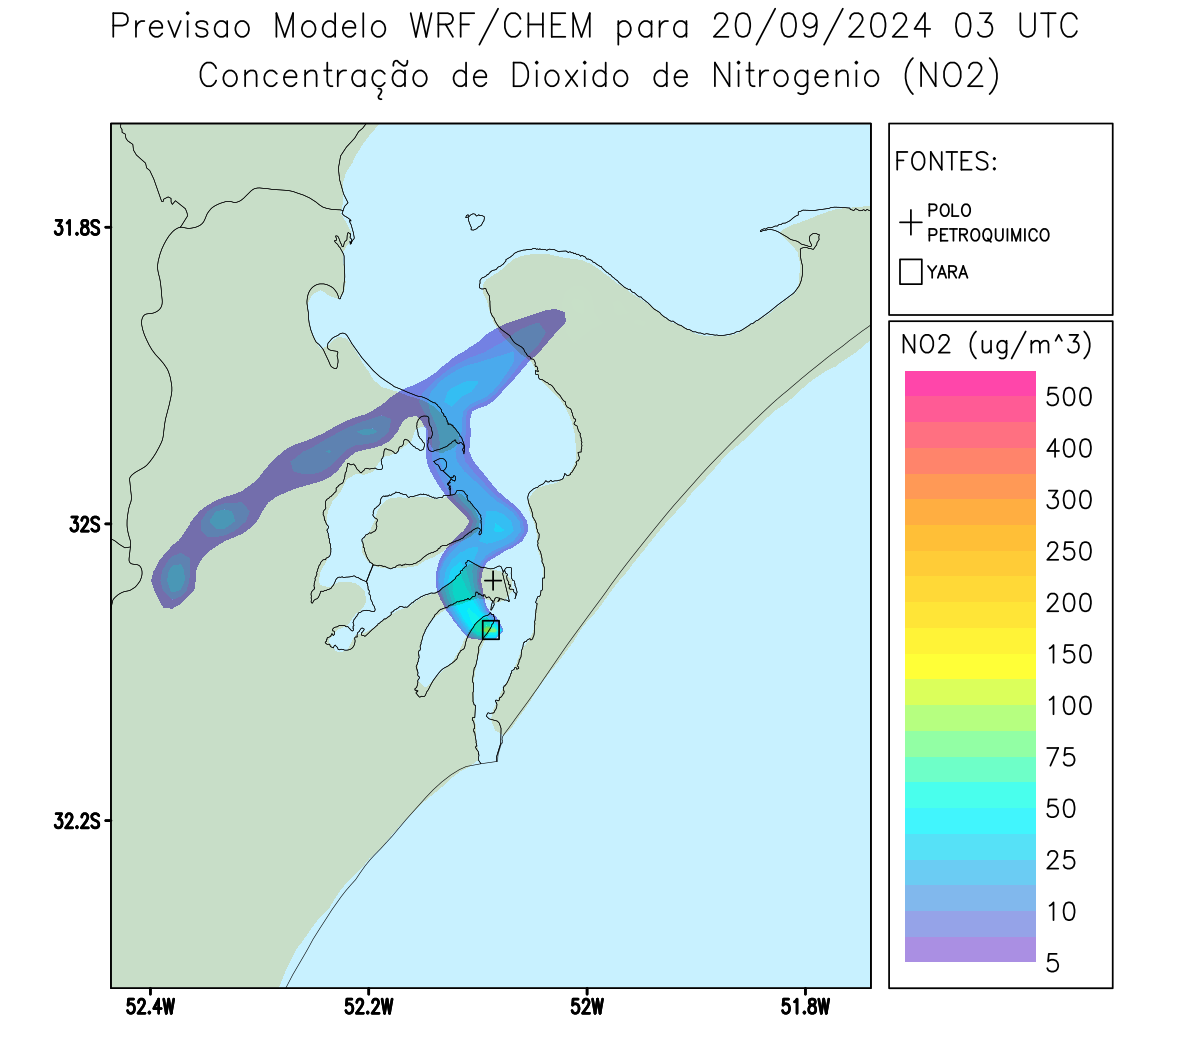 Previsao Modelo WRF/CHEM para 20/09/2024 03 UTC
Concentração de Dioxido de Nitrogenio (NO2)
FONTES:
POLO
PETROQUIMICO
YARA
NO2 (ug/m^3)
500
400
300
250
200
150
100
75
50
25
10
5
31.8S
32S
32.2S
52.4W
52.2W
52W
51.8W